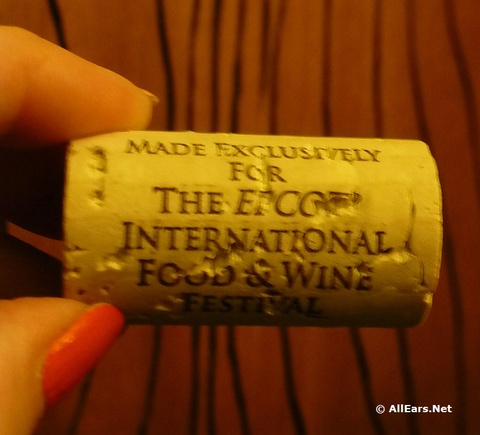 MADE EXCLUSIVELY
FOR
THE EPCOT
INTERNATIONAL
FOOD & WINE
FESTIVAL
© AllEars.Net